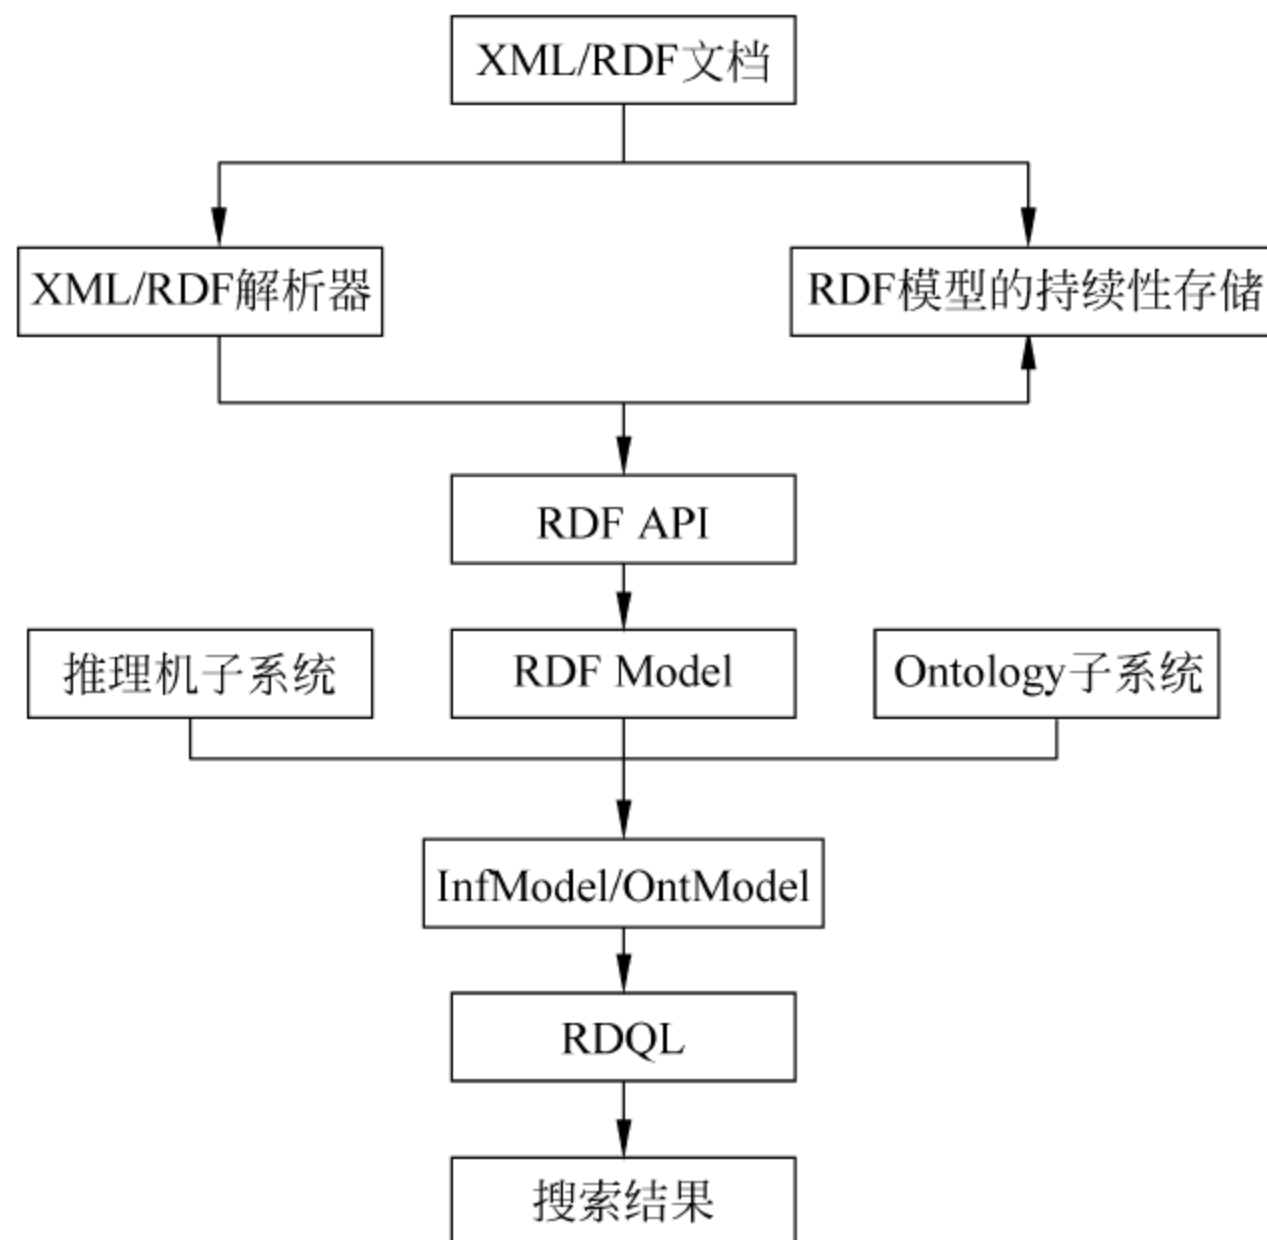 XML/RDF文档
XML/RDF解析器
RDF模型的持续性存储
RDF API
推理机子系统
RDF Model
Ontology子系统
InfModel/OntModel
RDQL
搜索结果